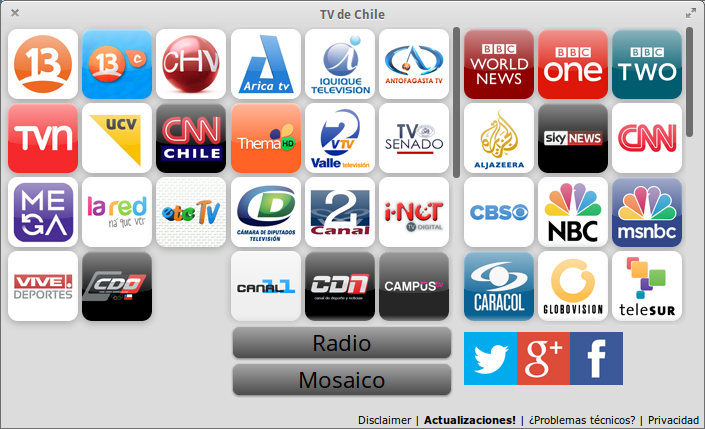 TV de Chile
13
13 c
CHV
Arica tv
IQUIQUE
TELEVISION
ANTOFAGASTA TV
BBC
WORLD
NEWS
BBC
one
BBC
TWO
TVN
UCV
CNN
CHILE
Thema HD
2
VTV
Valle televisión
TV
SENADO
ALJAZEERA
sky NEWS
CNN
MEGA
la red
ná que ver
etc TV
CD
CÁMARA DE DIPUTADOS
TELEVISIÓN
24
Canal
i-NET
TV DIGITAL
CBS
NBC
msnbc
VIVE!
DEPORTES
CDO
CANAL 11
CDN
canal de deporte y noticias
CAMPUS TV
CARACOL
GLOBOVISION
teleSUR
Radio
Mosaico
g+
f
Disclaimer | Actualizaciones! | ¿Problemas técnicos? | Privacidad